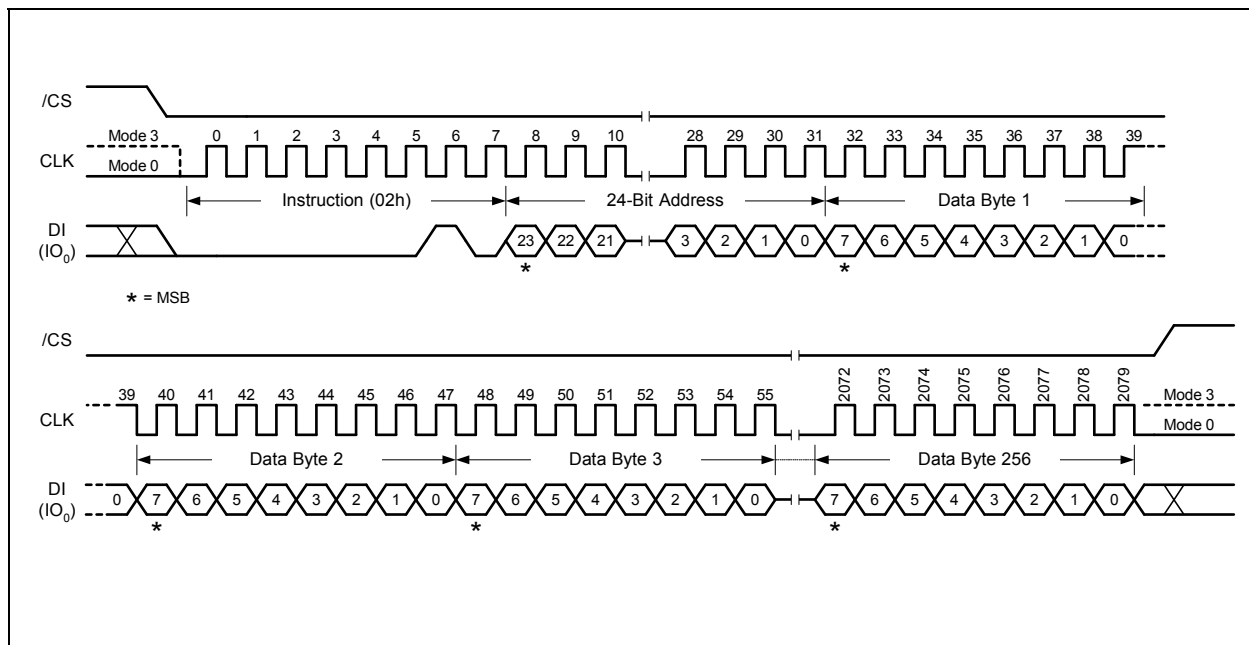 /CS
Mode 3
0 1 2 3 4 5 6 7 8 9 10 28 29 30 31 32 33 34 35 36 37 38 39
CLK
Mode 0
Instruction (02h) 24-Bit Address Data Byte 1
DI
(IO0)
23 22 21 3 2 1 0 7 6 5 4 3 2 1 0
* *
* = MSB
/CS
39 40 41 42 43 44 45 46 47 48 49 50 51 52 53 54 55 2072 2073 2074 2075 2076 2077 2078 2079
CLK
Mode 3
Mode 0
Data Byte 2 Data Byte 3 Data Byte 256
DI
(IO0)
0 7 6 5 4 3 2 1 0 7 6 5 4 3 2 1 0 7 6 5 4 3 2 1 0
* * *